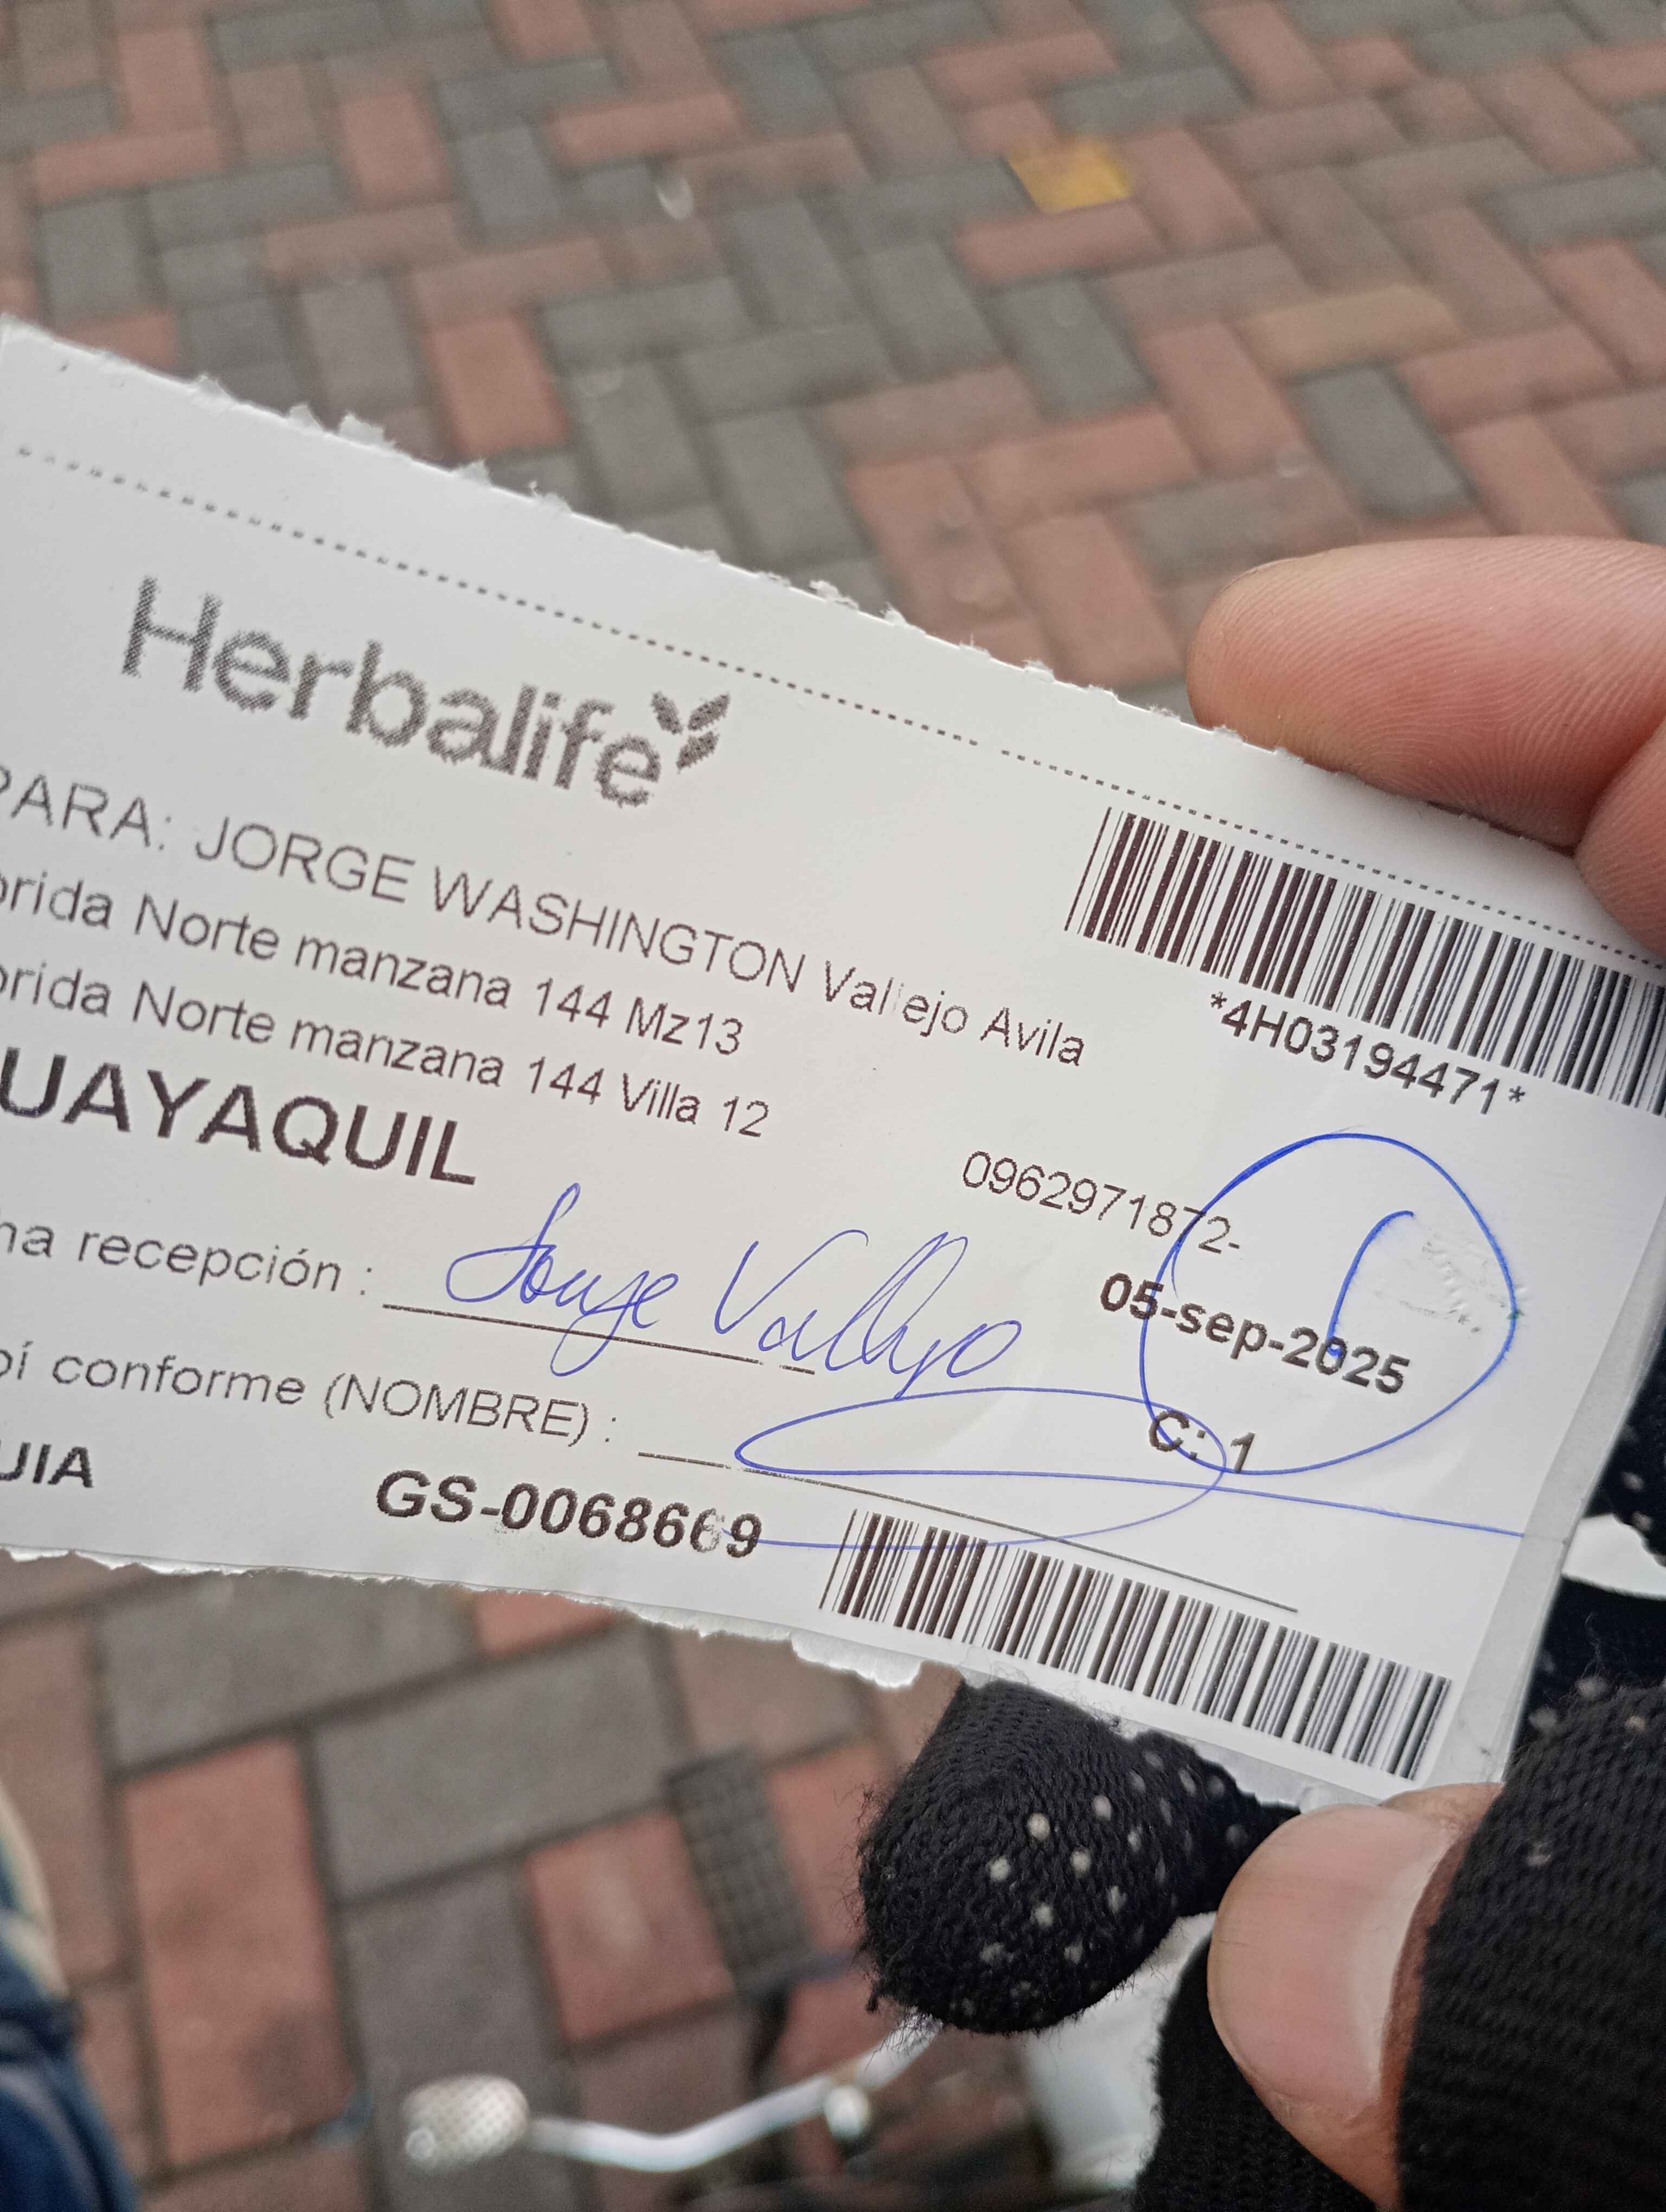 Herbalife
PARA: JORGE WASHINGTON Vallejo Avila
orida Norte manzana 144 Mz13
orida Norte manzana 144 Villa 12
UAYAQUIL
*4H03194471*
0962971872-
ha recepción : Jorge Vallejo
05-sep-2025
bí conforme (NOMBRE) :
C: 1
UIA
GS-0068669